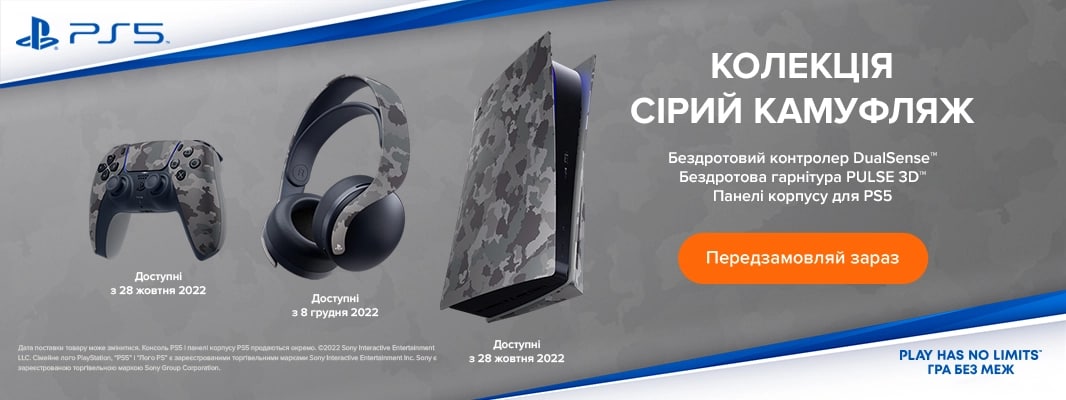 PS5
КОЛЕКЦІЯ
СІРИЙ КАМУФЛЯЖ
Бездротовий контролер DualSense™
Бездротова гарнітура PULSE 3D™
Панелі корпусу для PS5
Передзамовляй зараз
Доступні
з 28 жовтня 2022
Доступні
з 8 грудня 2022
Доступні
з 28 жовтня 2022
Дата поставки товару може змінитися. Консоль PS5 і панелі корпусу PS5 продаються окремо. ©2022 Sony Interactive Entertainment
LLC. Сімейне лого PlayStation, "PS5" і "Лого PS" є зареєстрованими торгівельними марками Sony Interactive Entertainment Inc. Sony є
зареєстрованою торгівельною маркою Sony Group Corporation.
PLAY HAS NO LIMITS™
ГРА БЕЗ МЕЖ